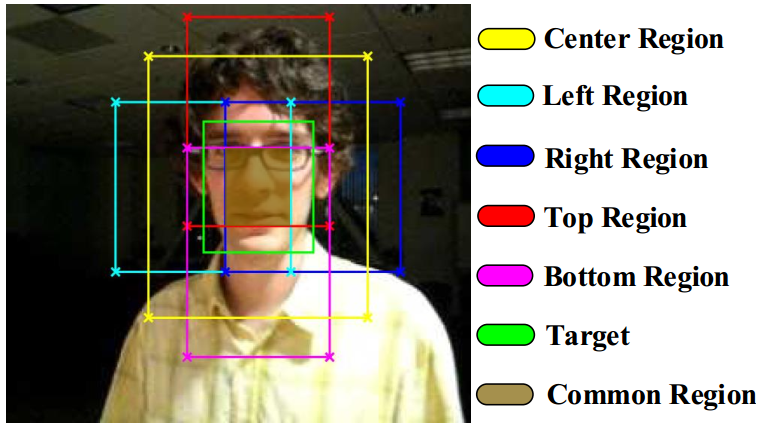 Center Region
Left Region
Right Region
Top Region
Bottom Region
Target
Common Region